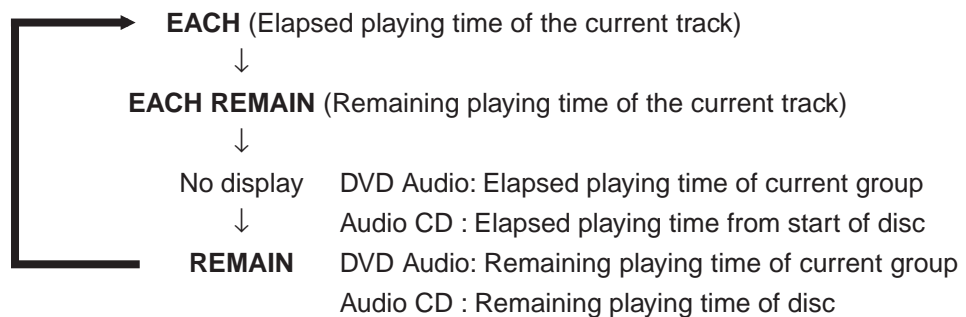 EACH (Elapsed playing time of the current track)
↓
EACH REMAIN (Remaining playing time of the current track)
↓
No display DVD Audio: Elapsed playing time of current group
↓ Audio CD : Elapsed playing time from start of disc
REMAIN DVD Audio: Remaining playing time of current group
Audio CD : Remaining playing time of disc